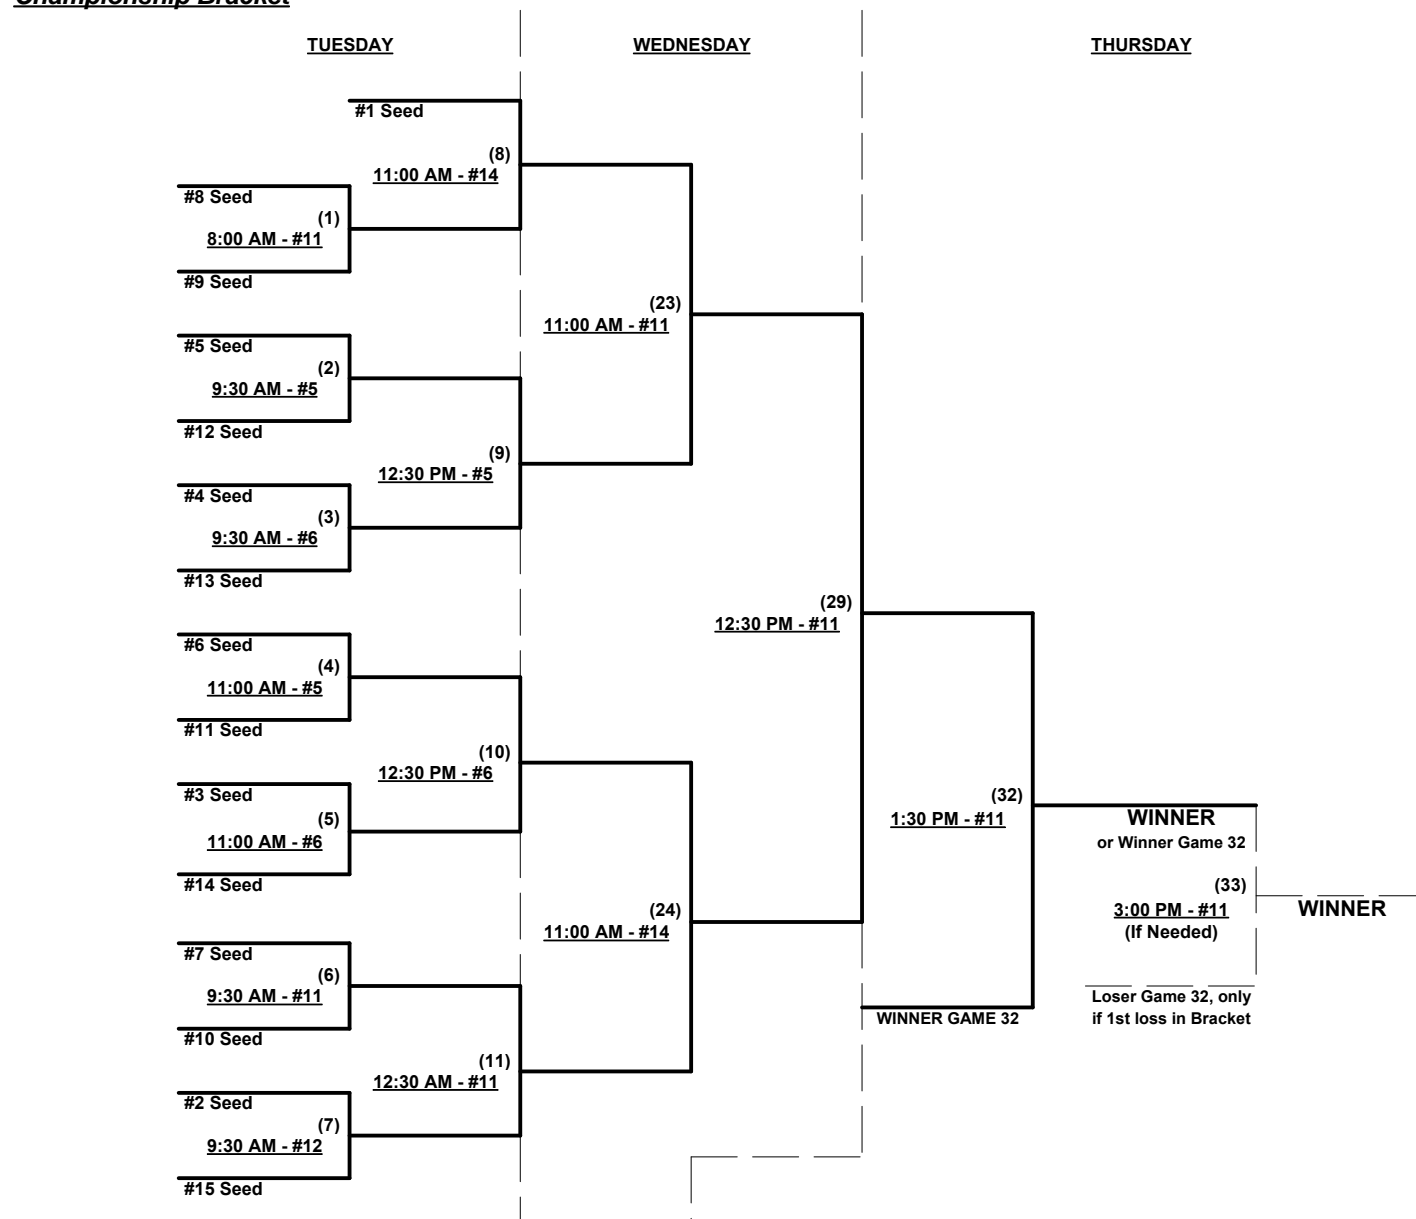 Championship Bracket
TUESDAY
WEDNESDAY
THURSDAY
#1 Seed
(8)
11:00 AM - #14
#8 Seed
(1)
8:00 AM - #11
#9 Seed
(23)
11:00 AM - #11
#5 Seed
(2)
9:30 AM - #5
#12 Seed
(9)
12:30 PM - #5
#4 Seed
(3)
9:30 AM - #6
#13 Seed
(29)
12:30 PM - #11
#6 Seed
(4)
11:00 AM - #5
#11 Seed
(10)
12:30 PM - #6
#3 Seed
(5)
11:00 AM - #6
#14 Seed
(32)
1:30 PM - #11
WINNER
or Winner Game 32
(33)
3:00 PM - #11
(If Needed)
WINNER
(24)
11:00 AM - #14
#7 Seed
(6)
9:30 AM - #11
#10 Seed
Loser Game 32, only
if 1st loss in Bracket
WINNER GAME 32
(11)
12:30 AM - #11
#2 Seed
(7)
9:30 AM - #12
#15 Seed